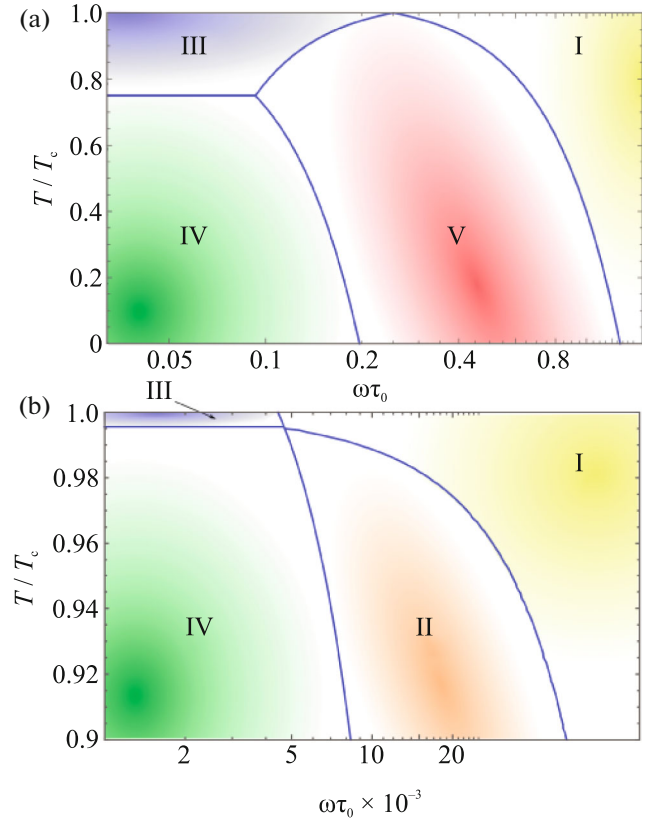 (a)
1.0
III
I
0.8
0.6
T / Tc
0.4
IV
V
0.2
0
0.05 0.1 0.2 0.4 0.8
ωτ₀
(b)
III
1.0
I
0.98
0.96
T / Tc
0.94
IV
II
0.92
0.9
2 5 10 20
ωτ₀ × 10⁻³